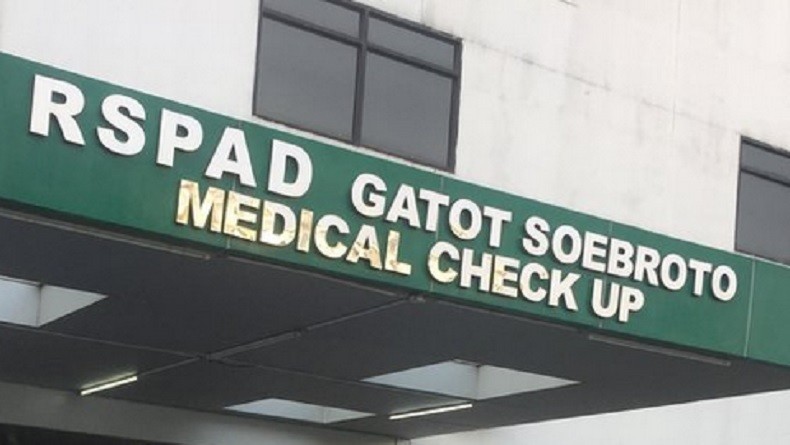 RSPAD GATOT SOEBROTO
MEDICAL CHECK UP